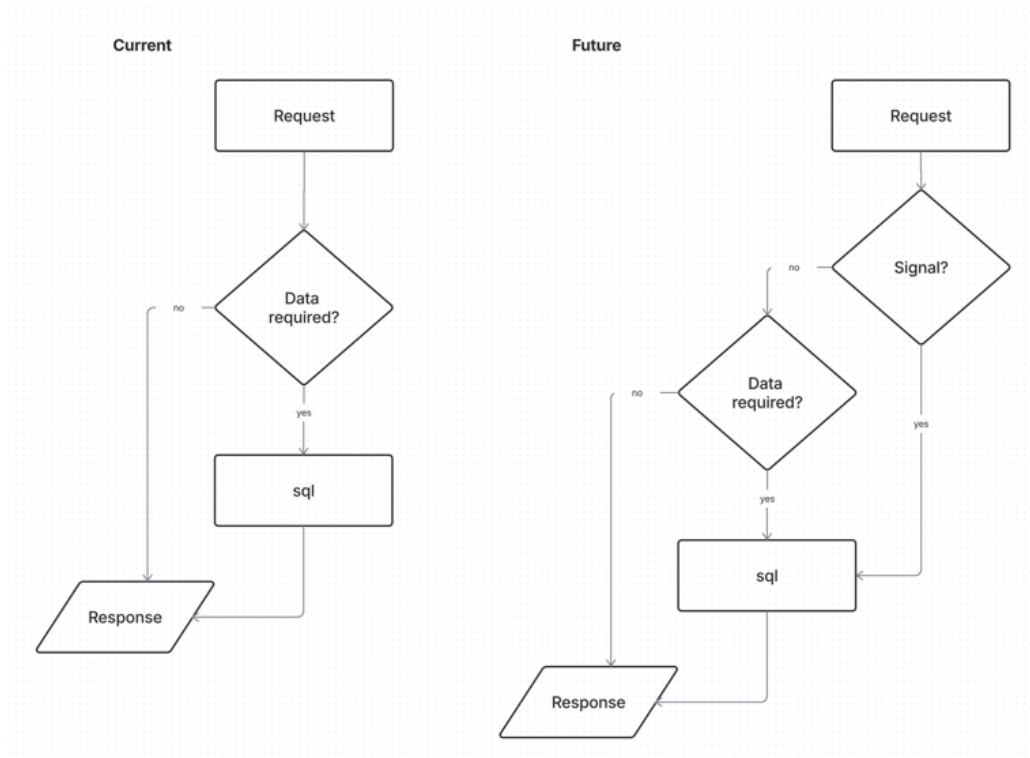 Current
Request
Data
required?
no
yes
sql
Response
Future
Request
Signal?
no
yes
Data
required?
no
yes
sql
Response